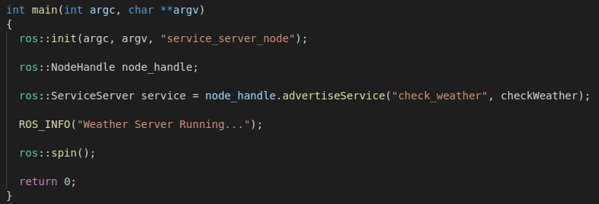 int main(int argc, char **argv)
{
  ros::init(argc, argv, "service_server_node");
  ros::NodeHandle node_handle;
  ros::ServiceServer service = node_handle.advertiseService("check_weather", checkWeather);
  ROS_INFO("Weather Server Running...");
  ros::spin();
  return 0;
}